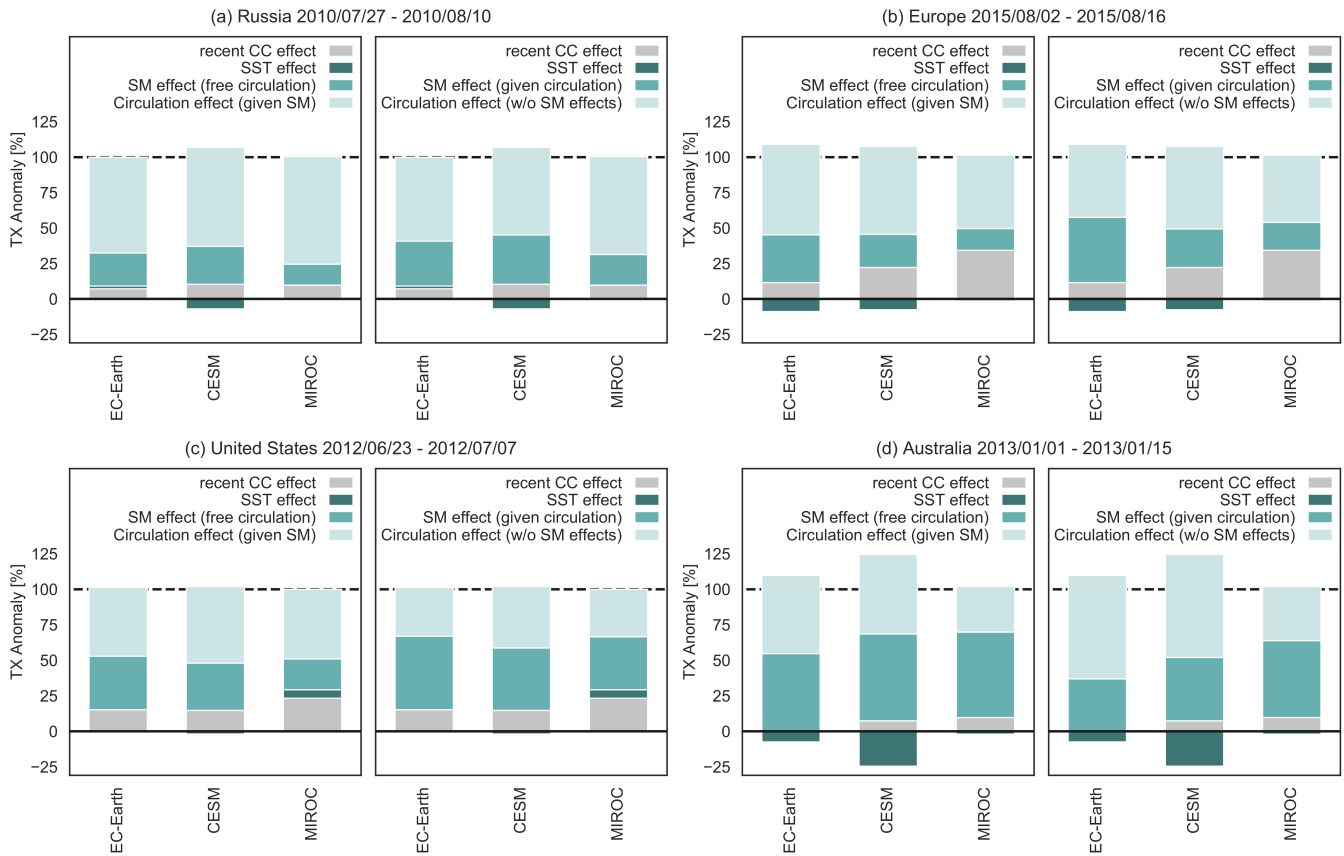 (a) Russia 2010/07/27 - 2010/08/10
recent CC effect
SST effect
SM effect (free circulation)
Circulation effect (given SM)
recent CC effect
SST effect
SM effect (given circulation)
Circulation effect (w/o SM effects)
TX Anomaly [%]
125
100
75
50
25
0
−25
EC-Earth
CESM
MIROC
EC-Earth
CESM
MIROC
(b) Europe 2015/08/02 - 2015/08/16
recent CC effect
SST effect
SM effect (free circulation)
Circulation effect (given SM)
recent CC effect
SST effect
SM effect (given circulation)
Circulation effect (w/o SM effects)
TX Anomaly [%]
125
100
75
50
25
0
−25
EC-Earth
CESM
MIROC
EC-Earth
CESM
MIROC
(c) United States 2012/06/23 - 2012/07/07
recent CC effect
SST effect
SM effect (free circulation)
Circulation effect (given SM)
recent CC effect
SST effect
SM effect (given circulation)
Circulation effect (w/o SM effects)
TX Anomaly [%]
125
100
75
50
25
0
−25
EC-Earth
CESM
MIROC
EC-Earth
CESM
MIROC
(d) Australia 2013/01/01 - 2013/01/15
recent CC effect
SST effect
SM effect (free circulation)
Circulation effect (given SM)
recent CC effect
SST effect
SM effect (given circulation)
Circulation effect (w/o SM effects)
TX Anomaly [%]
125
100
75
50
25
0
−25
EC-Earth
CESM
MIROC
EC-Earth
CESM
MIROC